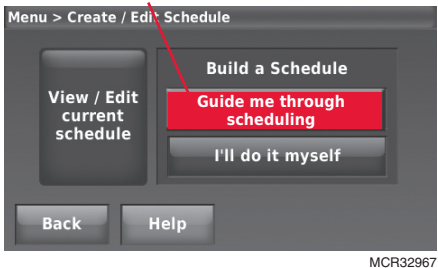 Menu > Create / Edit Schedule
Build a Schedule
View / Edit
current
schedule
Guide me through
scheduling
I'll do it myself
Back
Help
MCR32967